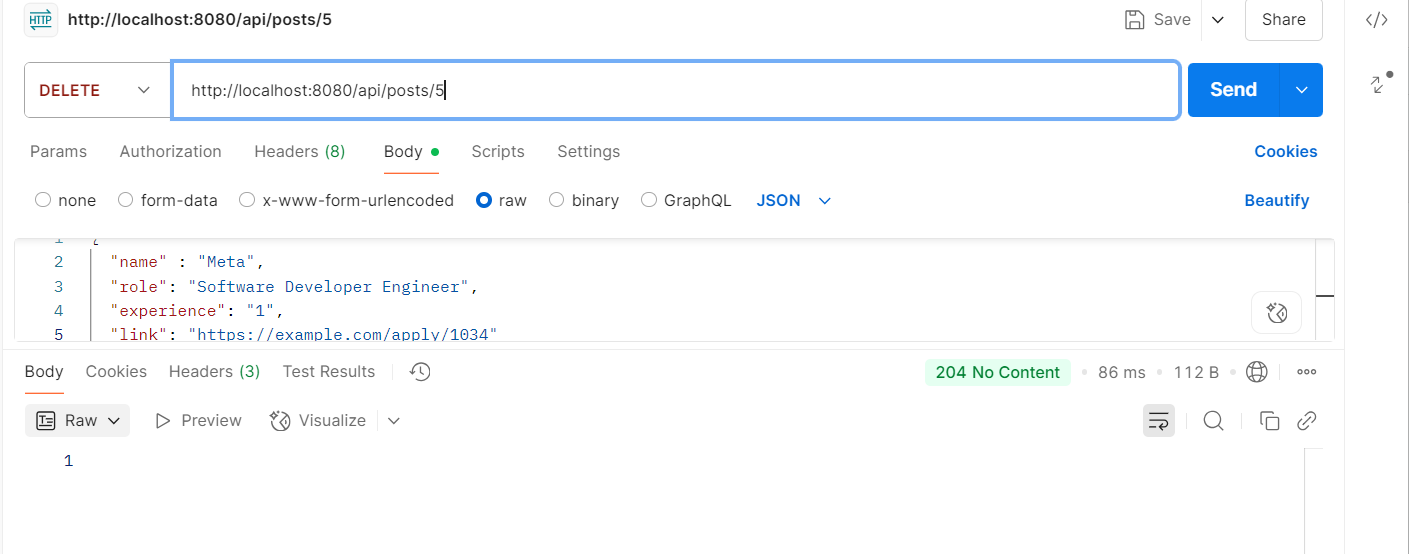 HTTP http://localhost:8080/api/posts/5 Save Share
DELETE http://localhost:8080/api/posts/5 Send
Params Authorization Headers (8) Body Scripts Settings Cookies
none form-data x-www-form-urlencoded raw binary GraphQL JSON Beautify
1 {
2 "name" : "Meta",
3 "role": "Software Developer Engineer",
4 "experience": "1",
5 "link": "https://example.com/apply/1034"
Body Cookies Headers (3) Test Results 204 No Content • 86 ms • 112 B •
Raw Preview Visualize
1